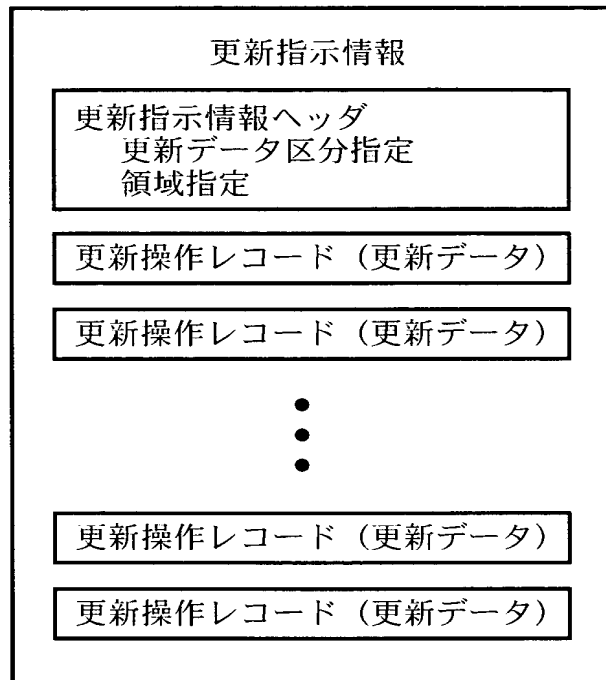 更新指示情報
更新指示情報ヘッダ
更新データ区分指定
領域指定
更新操作レコード（更新データ）
更新操作レコード（更新データ）
更新操作レコード（更新データ）
更新操作レコード（更新データ）